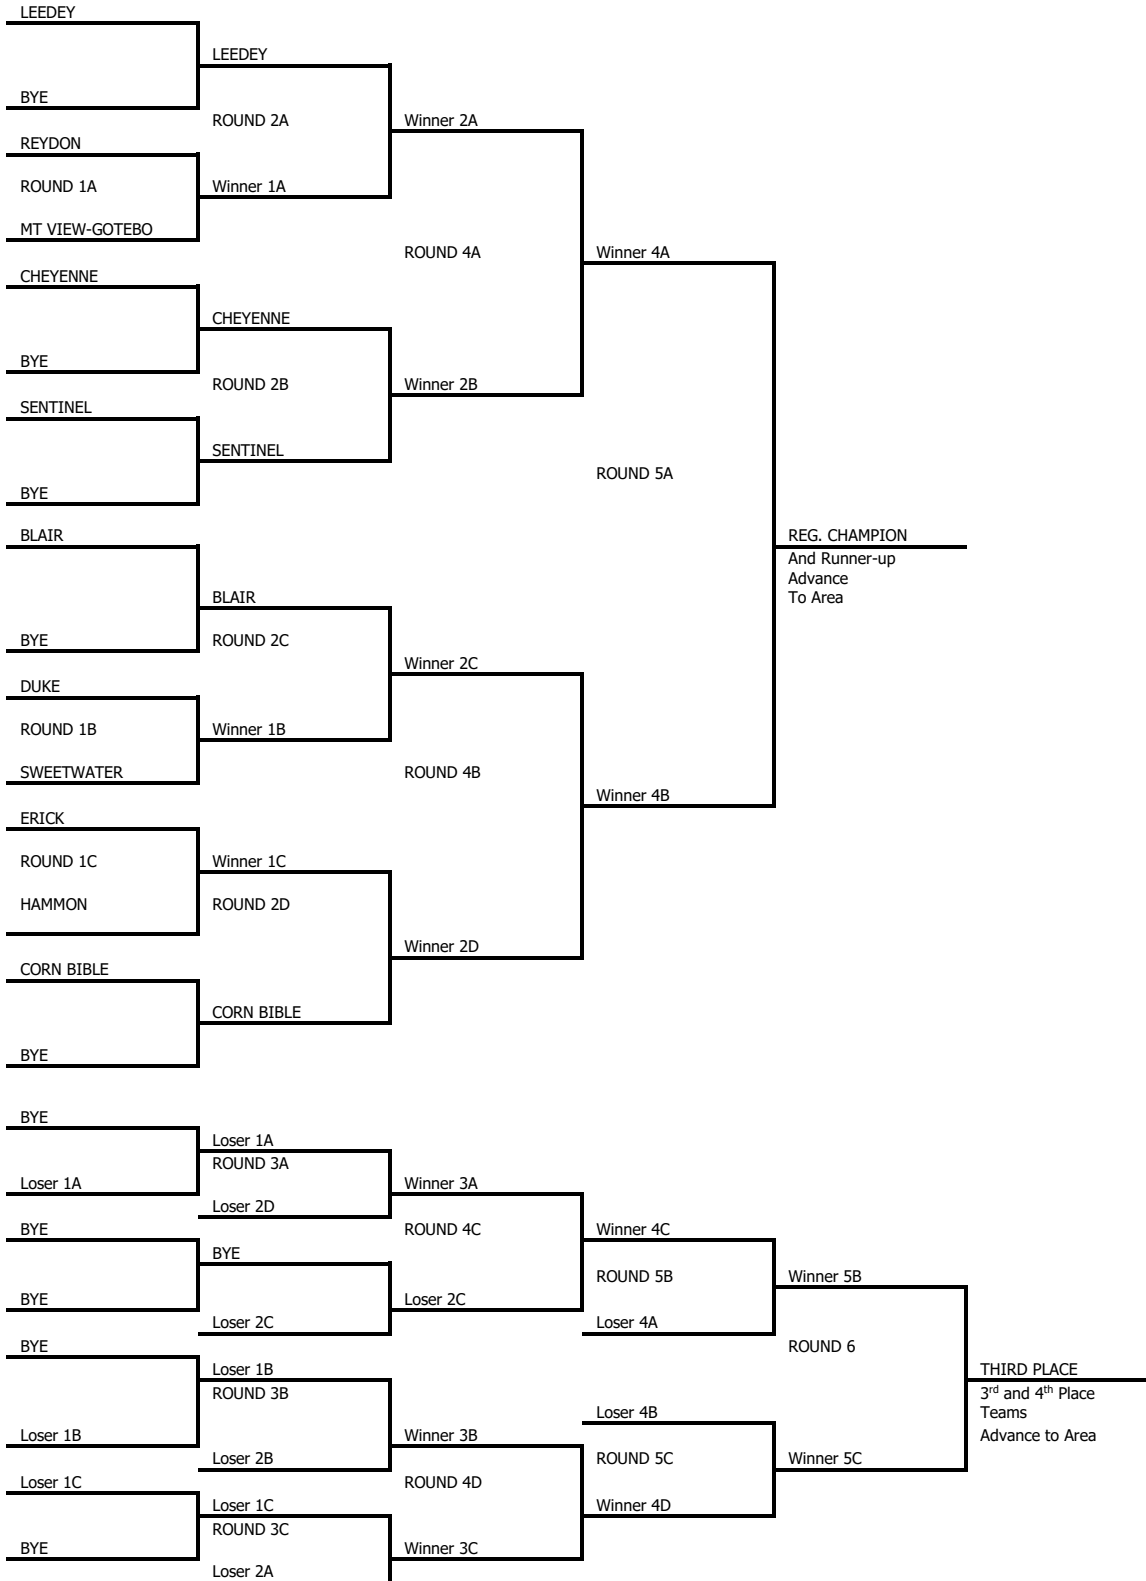 LEEDEY
LEEDEY
BYE
ROUND 2A
Winner 2A
REYDON
ROUND 1A
Winner 1A
MT VIEW-GOTEBO
ROUND 4A
Winner 4A
CHEYENNE
CHEYENNE
BYE
ROUND 2B
Winner 2B
SENTINEL
SENTINEL
ROUND 5A
BYE
BLAIR
REG. CHAMPION
And Runner-up
Advance
To Area
BLAIR
BYE
ROUND 2C
Winner 2C
DUKE
ROUND 1B
Winner 1B
SWEETWATER
ROUND 4B
Winner 4B
ERICK
ROUND 1C
Winner 1C
HAMMON
ROUND 2D
Winner 2D
CORN BIBLE
CORN BIBLE
BYE
BYE
Loser 1A
ROUND 3A
Loser 1A
Winner 3A
Loser 2D
BYE
ROUND 4C
Winner 4C
BYE
ROUND 5B
Winner 5B
BYE
Loser 2C
Loser 2C
Loser 4A
BYE
ROUND 6
Loser 1B
THIRD PLACE
ROUND 3B
3rd and 4th Place
Teams
Loser 4B
Loser 1B
Winner 3B
Advance to Area
Loser 2B
ROUND 5C
Winner 5C
Loser 1C
ROUND 4D
Loser 1C
Winner 4D
ROUND 3C
BYE
Winner 3C
Loser 2A